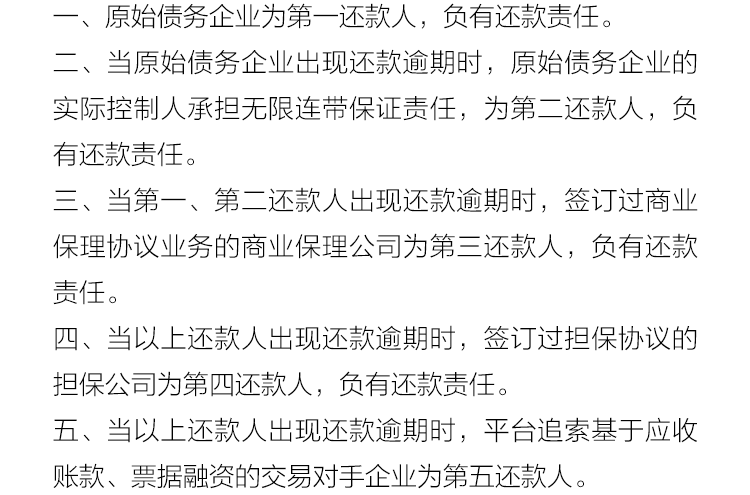 一、原始债务企业为第一还款人，负有还款责任。
二、当原始债务企业出现还款逾期时，原始债务企业的
实际控制人承担无限连带保证责任，为第二还款人，负
有还款责任。
三、当第一、第二还款人出现还款逾期时，签订过商业
保理协议业务的商业保理公司为第三还款人，负有还款
责任。
四、当以上还款人出现还款逾期时，签订过担保协议的
担保公司为第四还款人，负有还款责任。
五、当以上还款人出现还款逾期时，平台追索基于应收
账款、票据融资的交易对手企业为第五还款人。